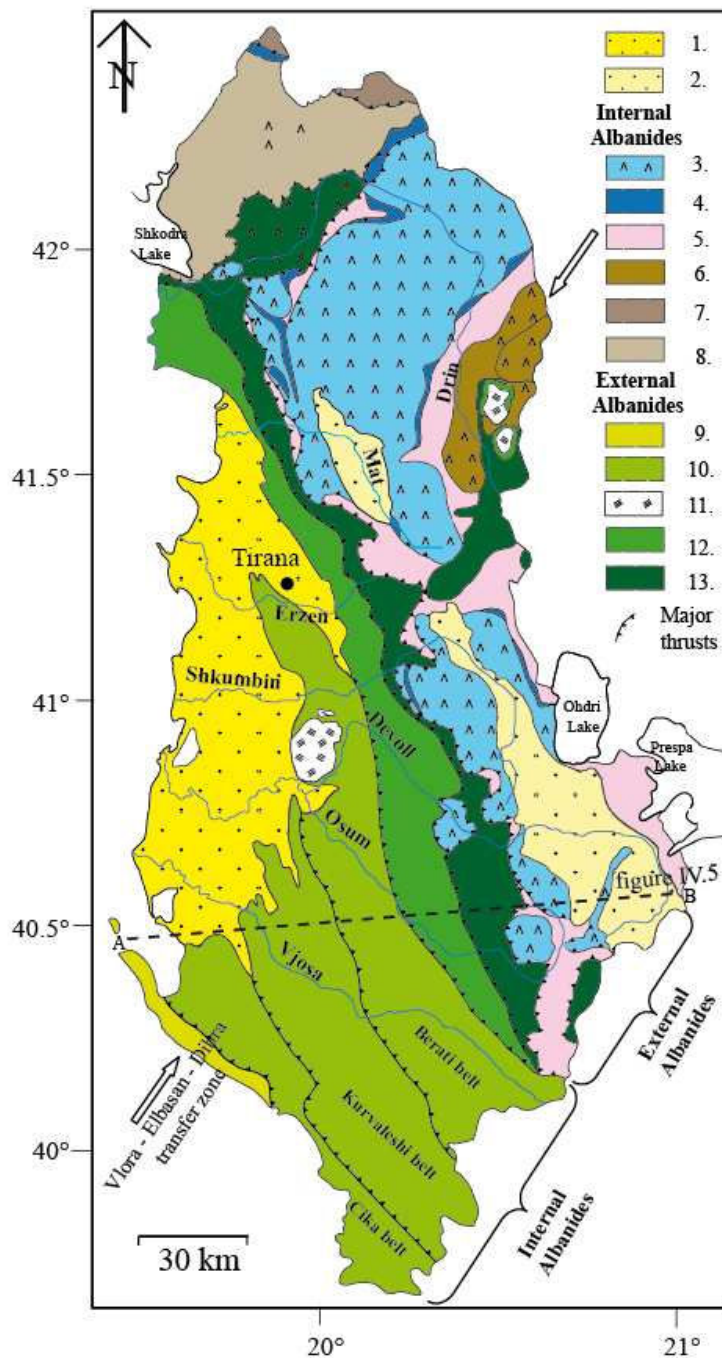 N
1.
2.
Internal
Albanides
3.
4.
5.
6.
7.
8.
External
Albanides
9.
10.
11.
12.
13.
Major
thrusts
42°
41.5°
41°
40.5°
40°
20°
21°
Shkodra
Lake
Drin
Mat
Tirana
Erzen
Shkumbin
Devoll
Ohdri
Lake
Prespa
Lake
Osum
figure IV.5
A
B
Vjosa
Berati belt
Kurvaleshi belt
Cika belt
Vlora - Elbasan - Dibra
transfer zone
External
Albanides
Internal
Albanides
30 km